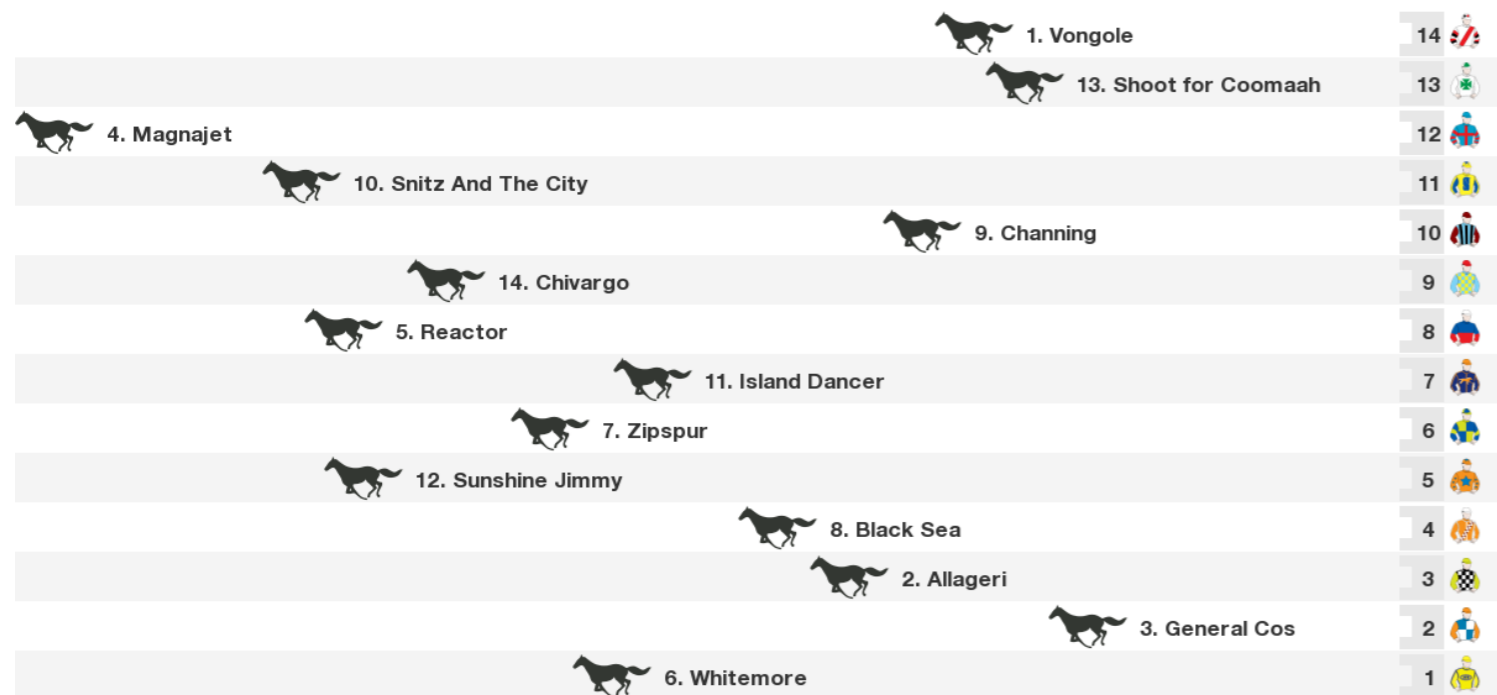 1. Vongole 14
13. Shoot for Coomaah 13
4. Magnajet 12
10. Snitz And The City 11
9. Channing 10
14. Chivargo 9
5. Reactor 8
11. Island Dancer 7
7. Zipspur 6
12. Sunshine Jimmy 5
8. Black Sea 4
2. Allageri 3
3. General Cos 2
6. Whitemore 1